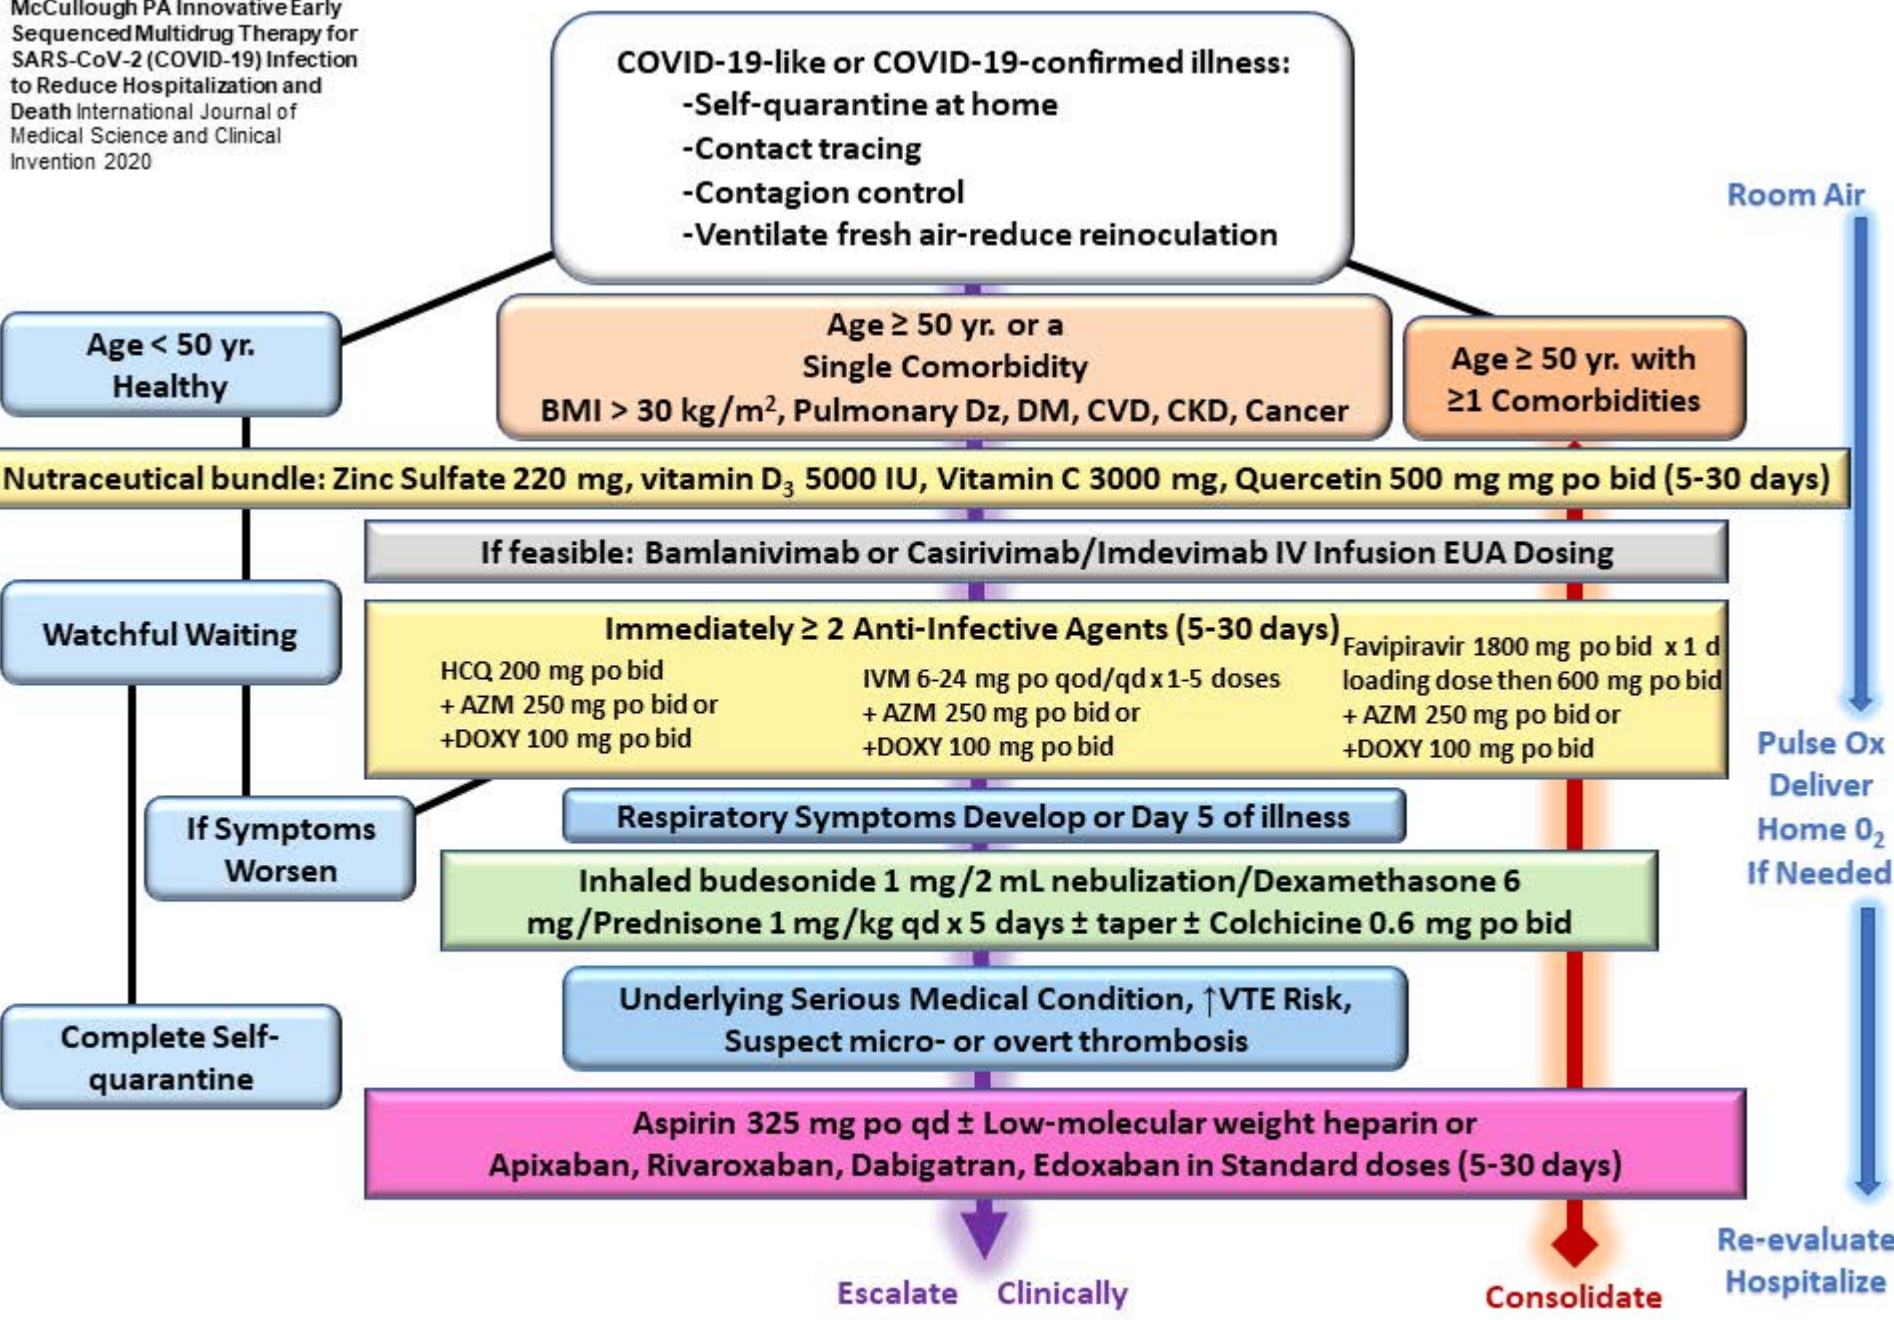 McCullough PA Innovative Early
Sequenced Multidrug Therapy for
SARS-CoV-2 (COVID-19) Infection
to Reduce Hospitalization and
Death International Journal of
Medical Science and Clinical
Invention 2020
COVID-19-like or COVID-19-confirmed illness:
-Self-quarantine at home
-Contact tracing
-Contagion control
-Ventilate fresh air-reduce reinoculation
Room Air
Age < 50 yr.
Healthy
Age ≥ 50 yr. or a
Single Comorbidity
BMI > 30 kg/m², Pulmonary Dz, DM, CVD, CKD, Cancer
Age ≥ 50 yr. with
≥1 Comorbidities
Nutraceutical bundle: Zinc Sulfate 220 mg, vitamin D₃ 5000 IU, Vitamin C 3000 mg, Quercetin 500 mg mg po bid (5-30 days)
If feasible: Bamlanivimab or Casirivimab/Imdevimab IV Infusion EUA Dosing
Watchful Waiting
Immediately ≥ 2 Anti-Infective Agents (5-30 days)
HCQ 200 mg po bid
+ AZM 250 mg po bid or
+DOXY 100 mg po bid
IVM 6-24 mg po qod/qd x 1-5 doses
+ AZM 250 mg po bid or
+DOXY 100 mg po bid
Favipiravir 1800 mg po bid x 1 d
loading dose then 600 mg po bid
+ AZM 250 mg po bid or
+DOXY 100 mg po bid
Pulse Ox
Deliver
Home 0₂
If Needed
If Symptoms
Worsen
Respiratory Symptoms Develop or Day 5 of illness
Inhaled budesonide 1 mg/2 mL nebulization/Dexamethasone 6
mg/Prednisone 1 mg/kg qd x 5 days ± taper ± Colchicine 0.6 mg po bid
Underlying Serious Medical Condition, ↑VTE Risk,
Suspect micro- or overt thrombosis
Complete Self-
quarantine
Aspirin 325 mg po qd ± Low-molecular weight heparin or
Apixaban, Rivaroxaban, Dabigatran, Edoxaban in Standard doses (5-30 days)
Escalate Clinically
Consolidate
Re-evaluate
Hospitalize